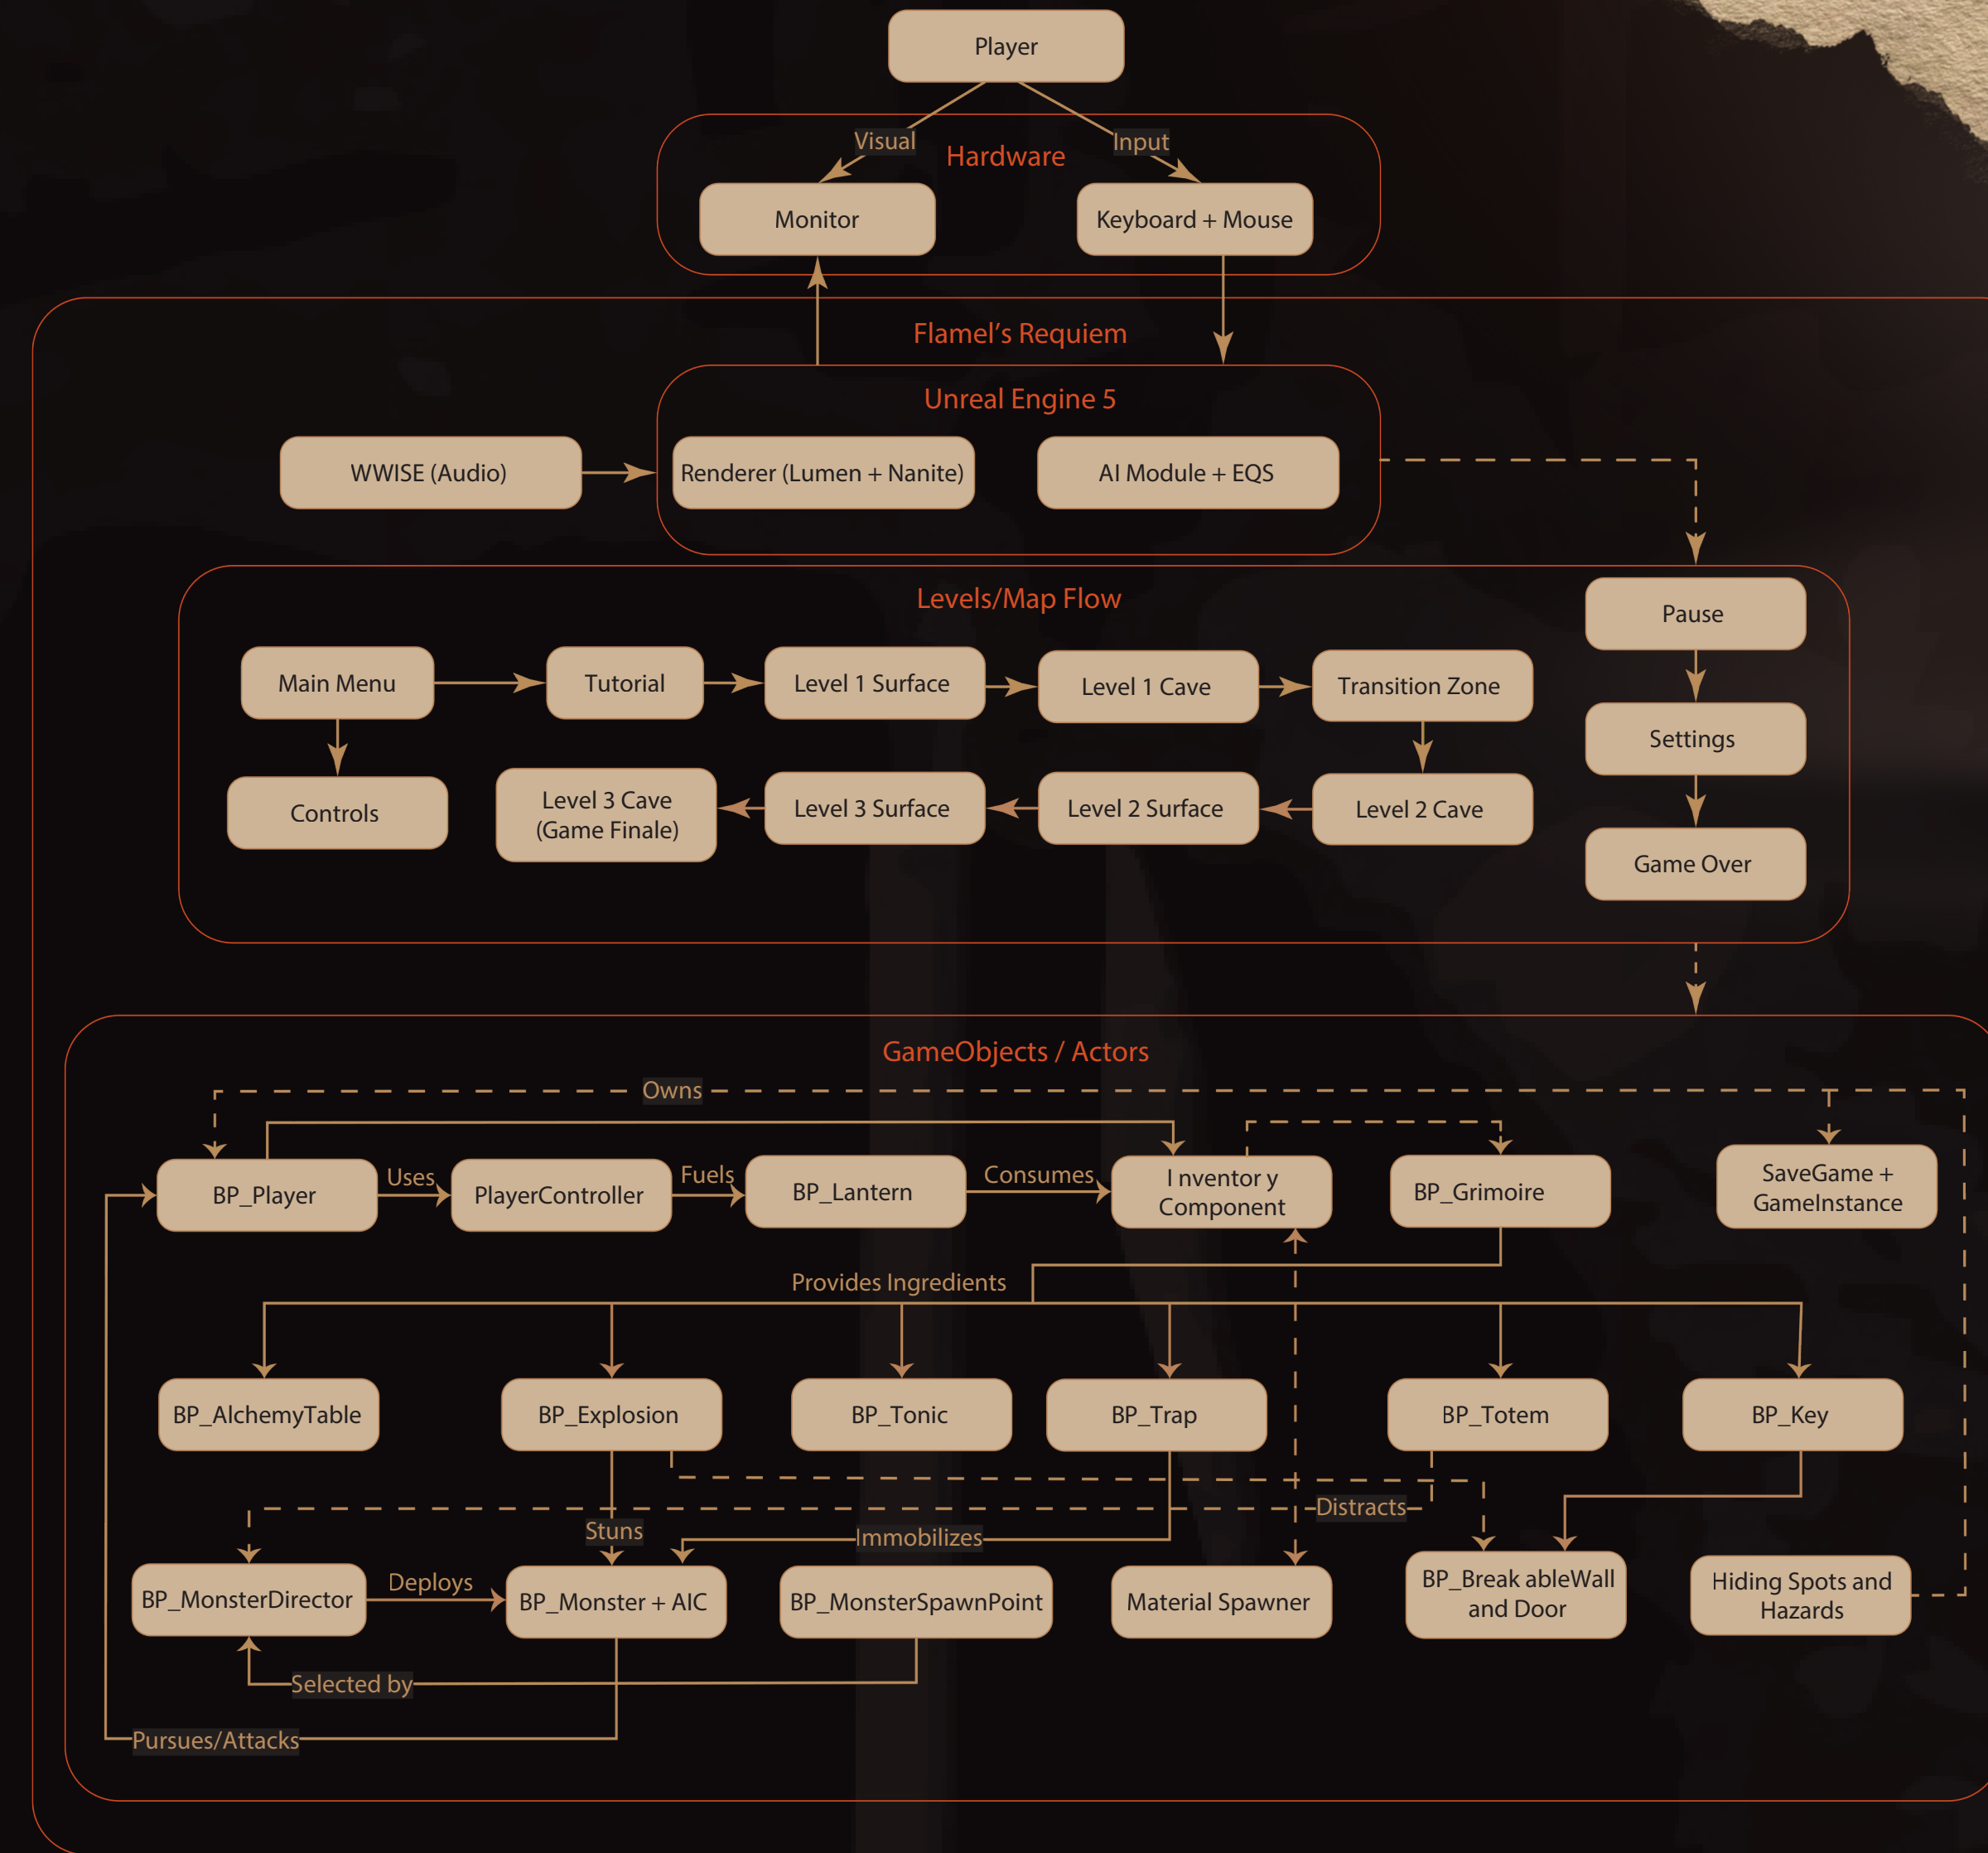 Player
Visual
Input
Hardware
Monitor
Keyboard + Mouse
Flamel's Requiem
Unreal Engine 5
WWISE (Audio)
Renderer (Lumen + Nanite)
AI Module + EQS
Levels/Map Flow
Pause
Main Menu
Tutorial
Level 1 Surface
Level 1 Cave
Transition Zone
Settings
Controls
Level 3 Cave
(Game Finale)
Level 3 Surface
Level 2 Surface
Level 2 Cave
Game Over
GameObjects / Actors
Owns
BP_Player
Uses
PlayerController
Fuels
BP_Lantern
Consumes
I nventor y
Component
BP_Grimoire
SaveGame +
GameInstance
Provides Ingredients
BP_AlchemyTable
BP_Explosion
BP_Tonic
BP_Trap
BP_Totem
BP_Key
Distracts
Stuns
Immobilizes
BP_MonsterDirector
Deploys
BP_Monster + AIC
BP_MonsterSpawnPoint
Material Spawner
BP_Break ableWall
and Door
Hiding Spots and
Hazards
Selected by
Pursues/Attacks